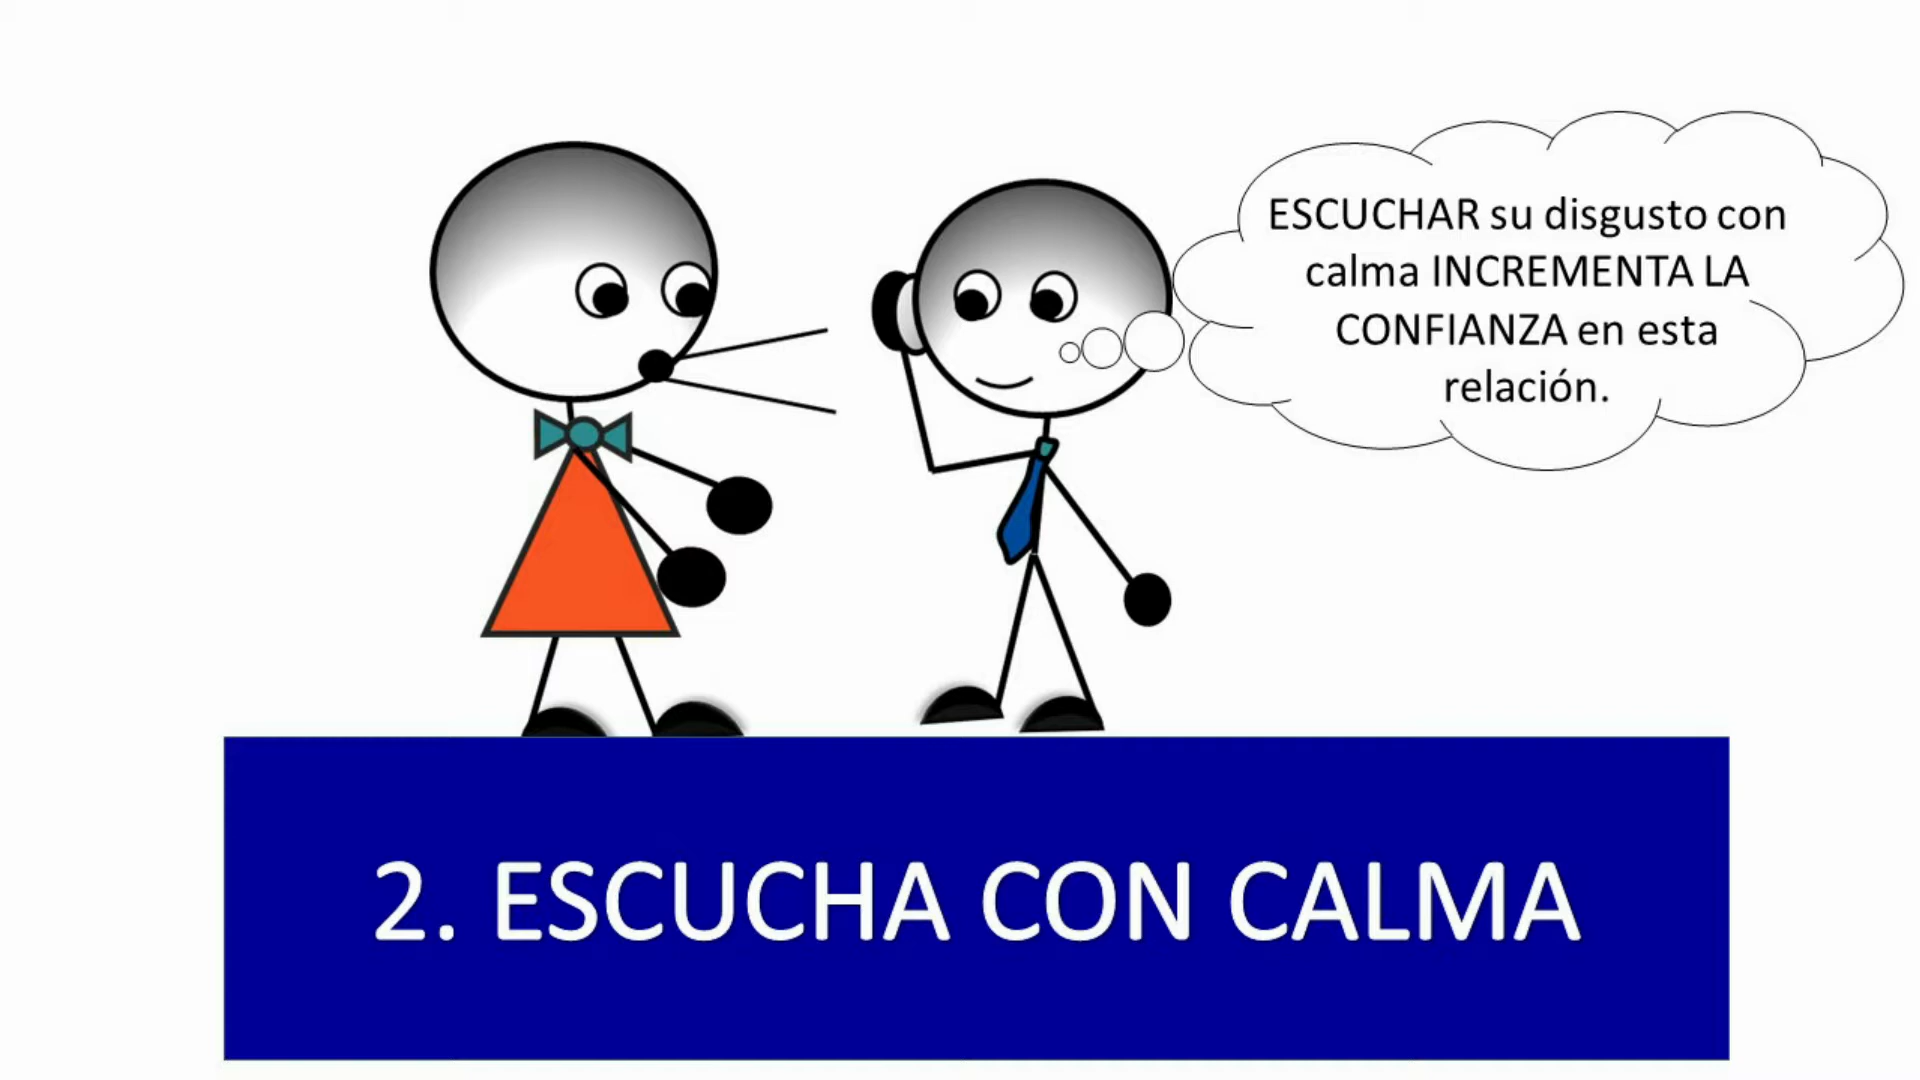 ESCUCHAR su disgusto con
calma INCREMENTA LA
CONFIANZA en esta
relación.
2. ESCUCHA CON CALMA